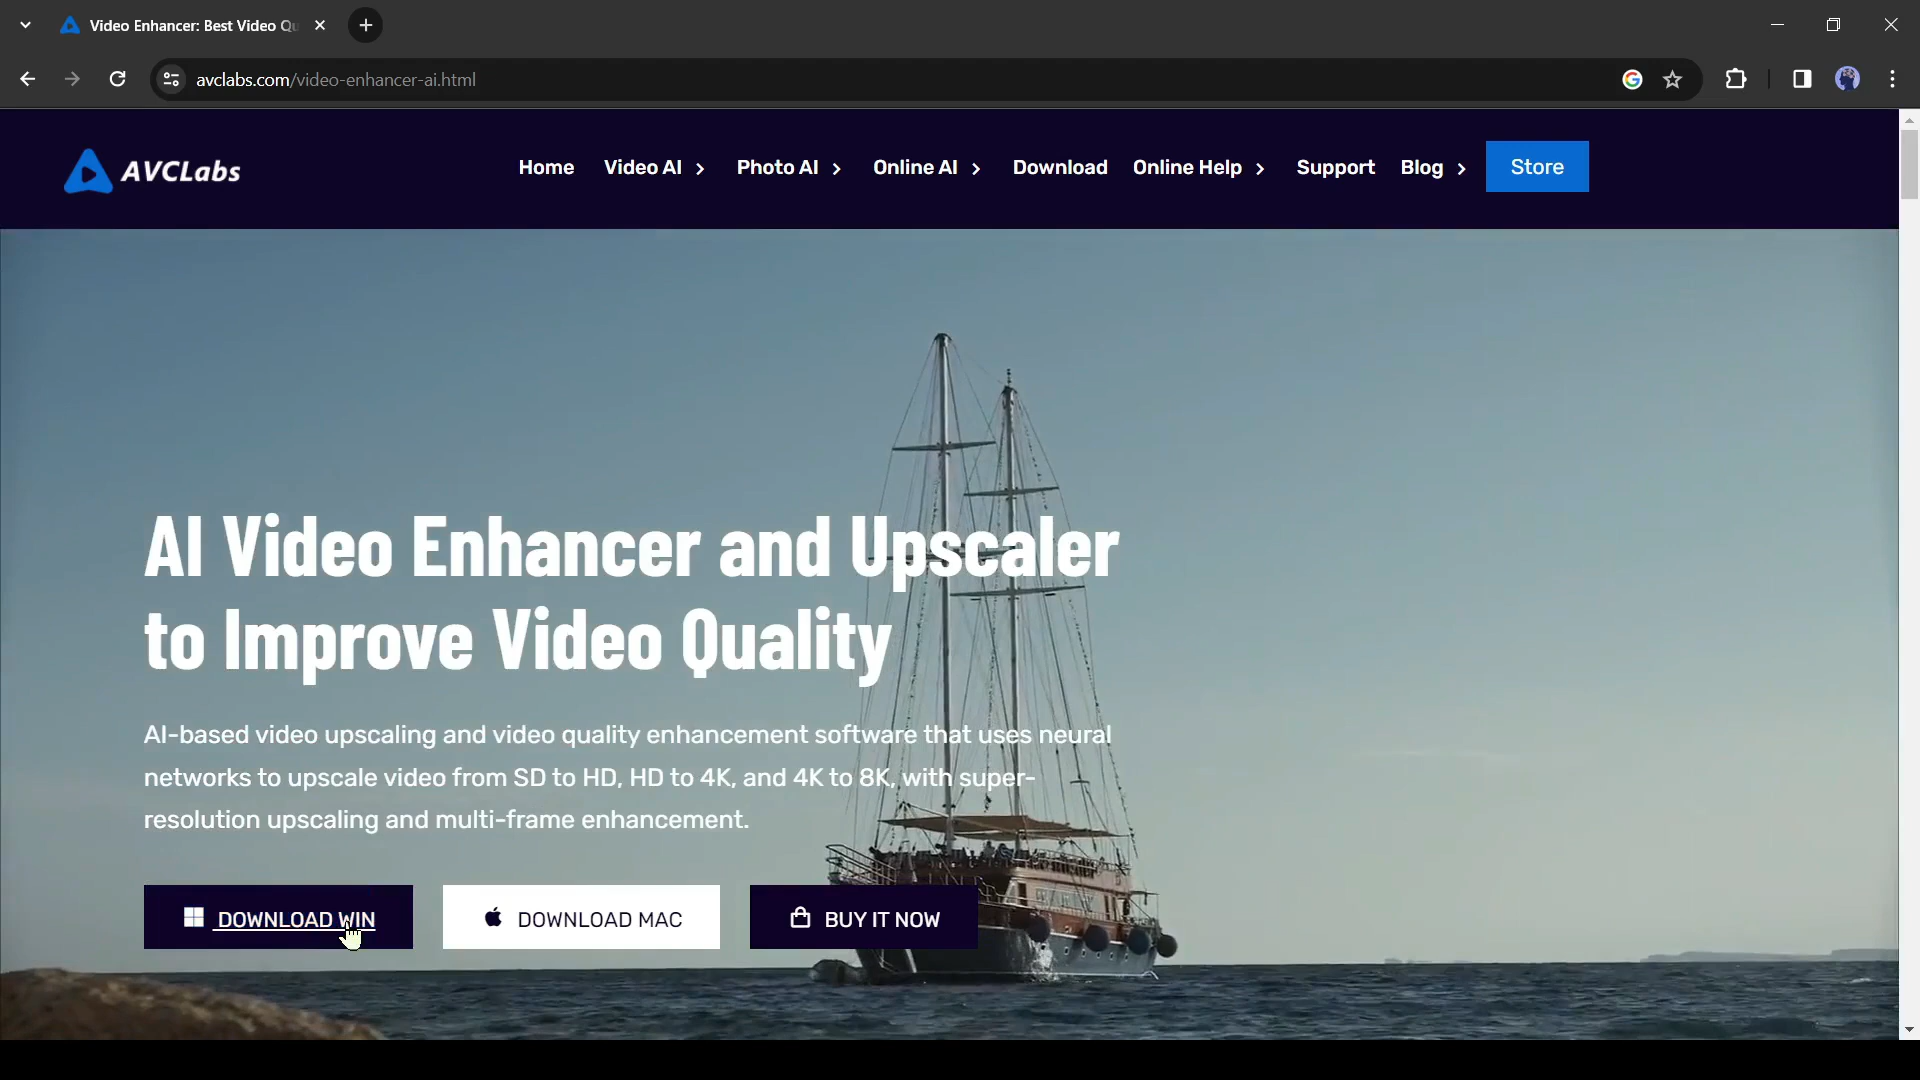 Video Enhancer: Best Video Qu
avclabs.com/video-enhancer-ai.html
AVCLabs
Home Video AI Photo AI Online AI Download Online Help Support Blog Store
AI Video Enhancer and Upscaler
to Improve Video Quality
AI-based video upscaling and video quality enhancement software that uses neural
networks to upscale video from SD to HD, HD to 4K, and 4K to 8K, with super-
resolution upscaling and multi-frame enhancement.
DOWNLOAD WIN DOWNLOAD MAC BUY IT NOW